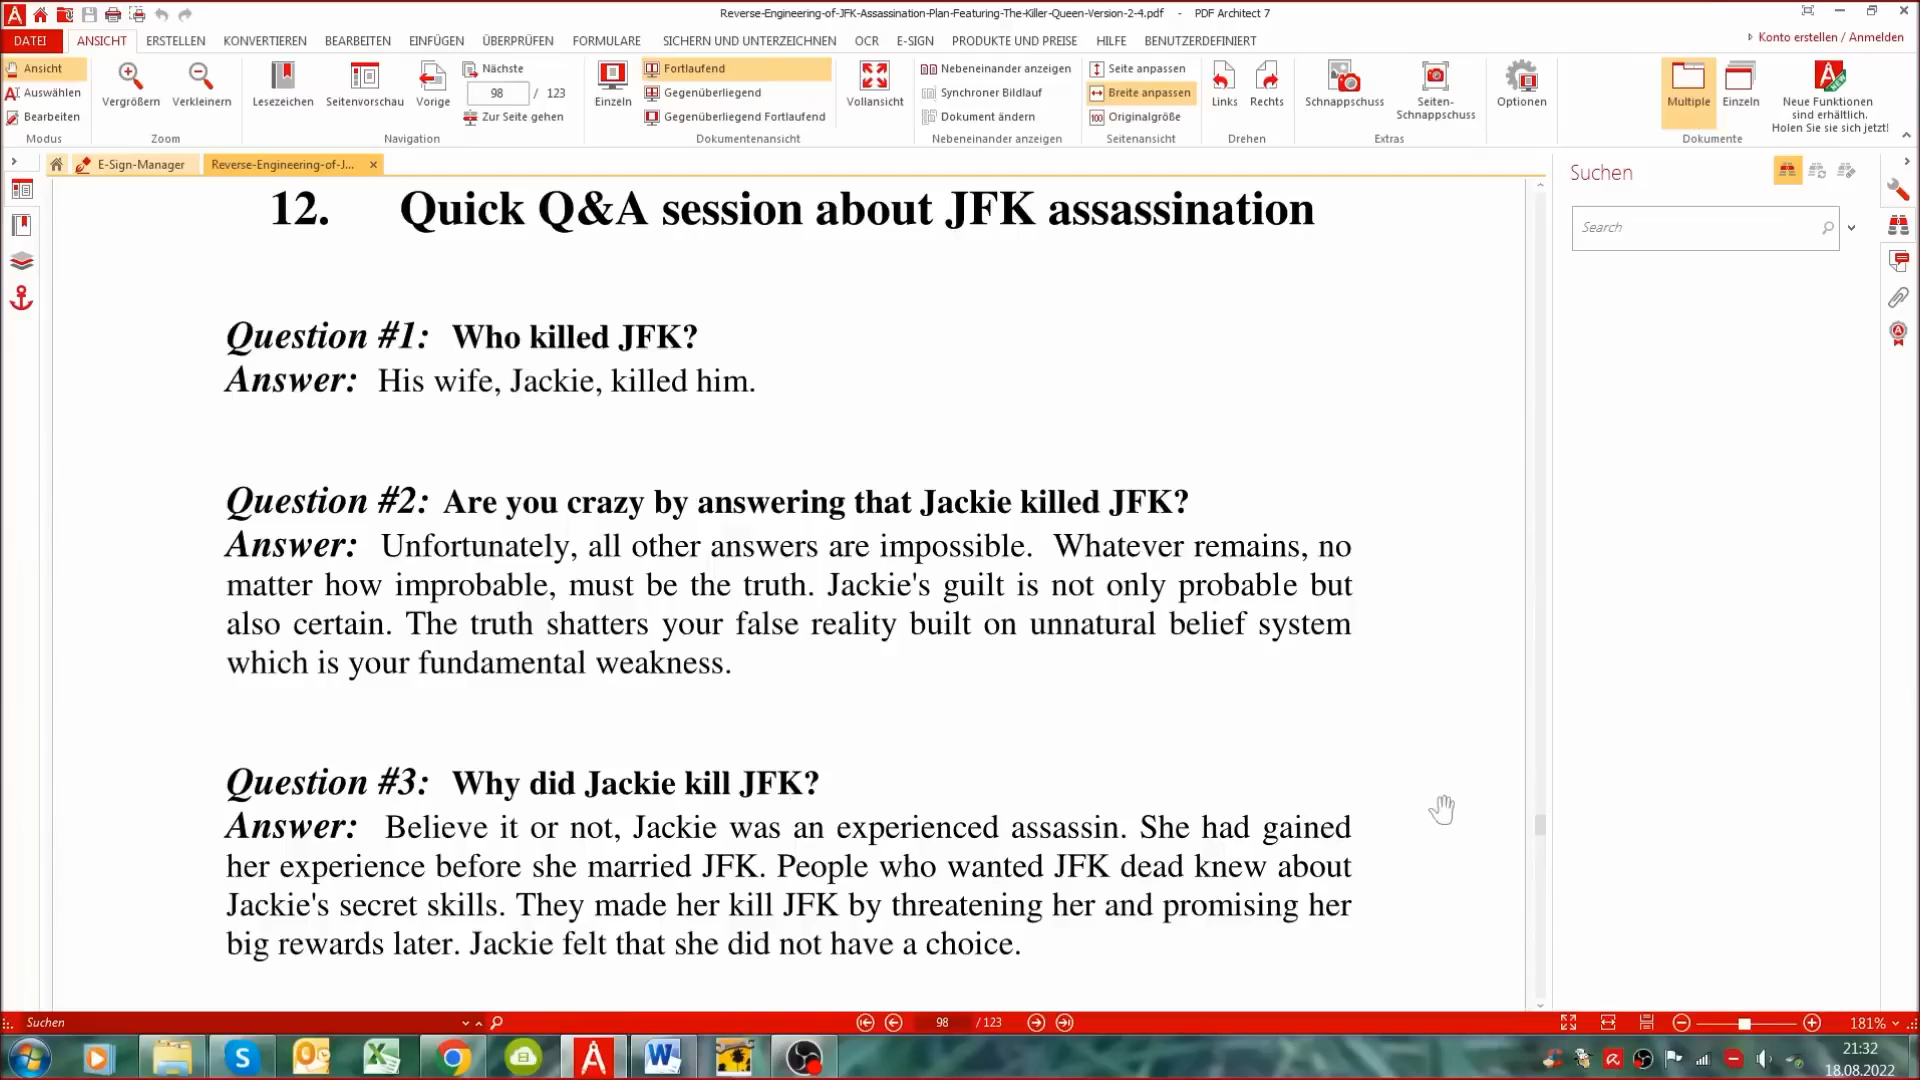 Reverse-Engineering-of-JFK-Assassination-Plan-Featuring-The-Killer-Queen-Version-2-4.pdf - PDF Architect 7
DATEI ANSICHT ERSTELLEN KONVERTIEREN BEARBEITEN EINFÜGEN ÜBERPRÜFEN FORMULARE SICHERN UND UNTERZEICHNEN OCR E-SIGN PRODUKTE UND PREISE HILFE BENUTZERDEFINIERT Konto erstellen / Anmelden
Ansicht
Auswählen
Bearbeiten
Modus
Vergrößern Verkleinern
Zoom
Lesezeichen Seitenvorschau Vorige
Nächste
98 / 123
Zur Seite gehen
Navigation
Einzeln
Fortlaufend
Gegenüberliegend
Gegenüberliegend Fortlaufend
Dokumentansicht
Vollansicht
Nebeneinander anzeigen
Synchroner Bildlauf
Dokument ändern
Nebeneinander anzeigen
Seite anpassen
Breite anpassen
100 Originalgröße
Seitenansicht
Links Rechts
Drehen
Schnappschuss
Seiten-
Schnappschuss
Extras
Optionen
Multiple Einzeln
Neue Funktionen
sind erhältlich.
Holen Sie sie sich jetzt!
Dokumente
E-Sign-Manager
Reverse-Engineering-of-J... ×
Suchen
Search
12. Quick Q&A session about JFK assassination
Question #1: Who killed JFK?
Answer: His wife, Jackie, killed him.
Question #2: Are you crazy by answering that Jackie killed JFK?
Answer: Unfortunately, all other answers are impossible. Whatever remains, no
matter how improbable, must be the truth. Jackie's guilt is not only probable but
also certain. The truth shatters your false reality built on unnatural belief system
which is your fundamental weakness.
Question #3: Why did Jackie kill JFK?
Answer: Believe it or not, Jackie was an experienced assassin. She had gained
her experience before she married JFK. People who wanted JFK dead knew about
Jackie's secret skills. They made her kill JFK by threatening her and promising her
big rewards later. Jackie felt that she did not have a choice.
Suchen
98 / 123
181%
21:32
18.08.2022